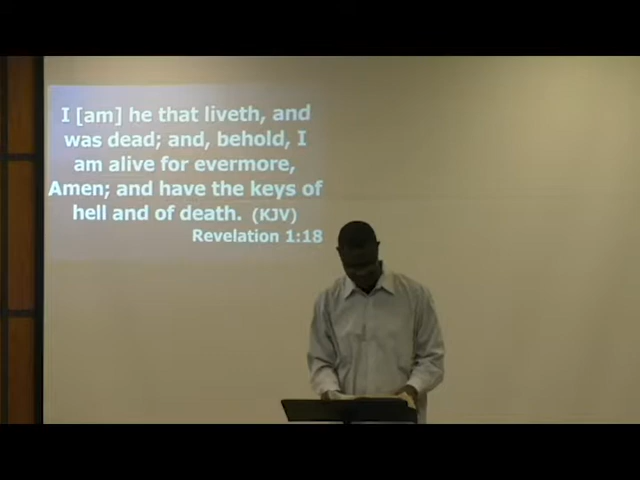 I [am] he that liveth, and
was dead; and, behold, I
am alive for evermore,
Amen; and have the keys of
hell and of death. (KJV)
Revelation 1:18